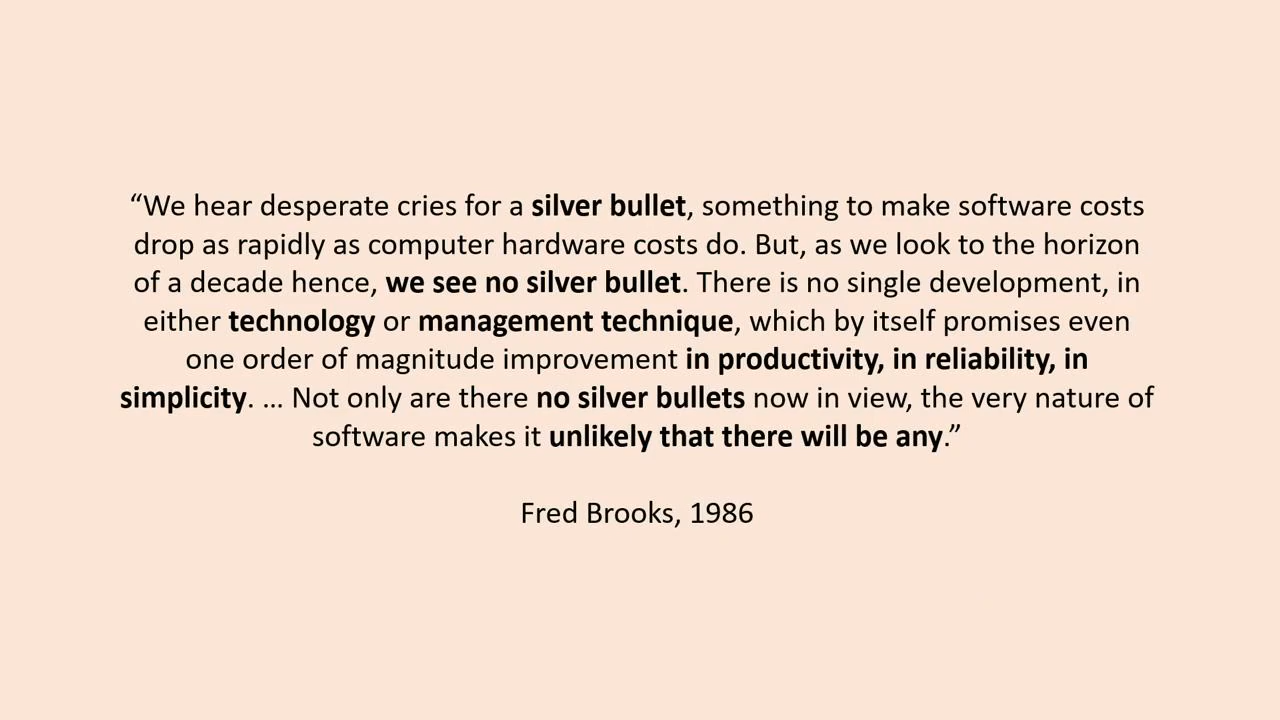 “We hear desperate cries for a silver bullet, something to make software costs
drop as rapidly as computer hardware costs do. But, as we look to the horizon
of a decade hence, we see no silver bullet. There is no single development, in
either technology or management technique, which by itself promises even
one order of magnitude improvement in productivity, in reliability, in
simplicity. … Not only are there no silver bullets now in view, the very nature of
software makes it unlikely that there will be any.”
Fred Brooks, 1986